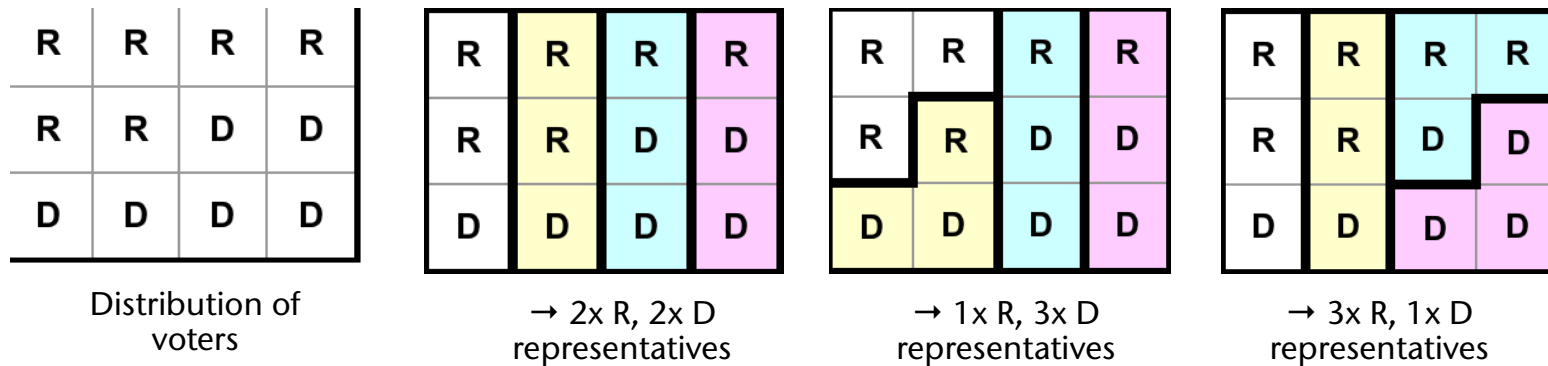 R R R R
R R D D
D D D D
Distribution of
voters
R R R R
R R D D
D D D D
→ 2x R, 2x D
representatives
R R R R
R R D D
D D D D
→ 1x R, 3x D
representatives
R R R R
R R D D
D D D D
→ 3x R, 1x D
representatives